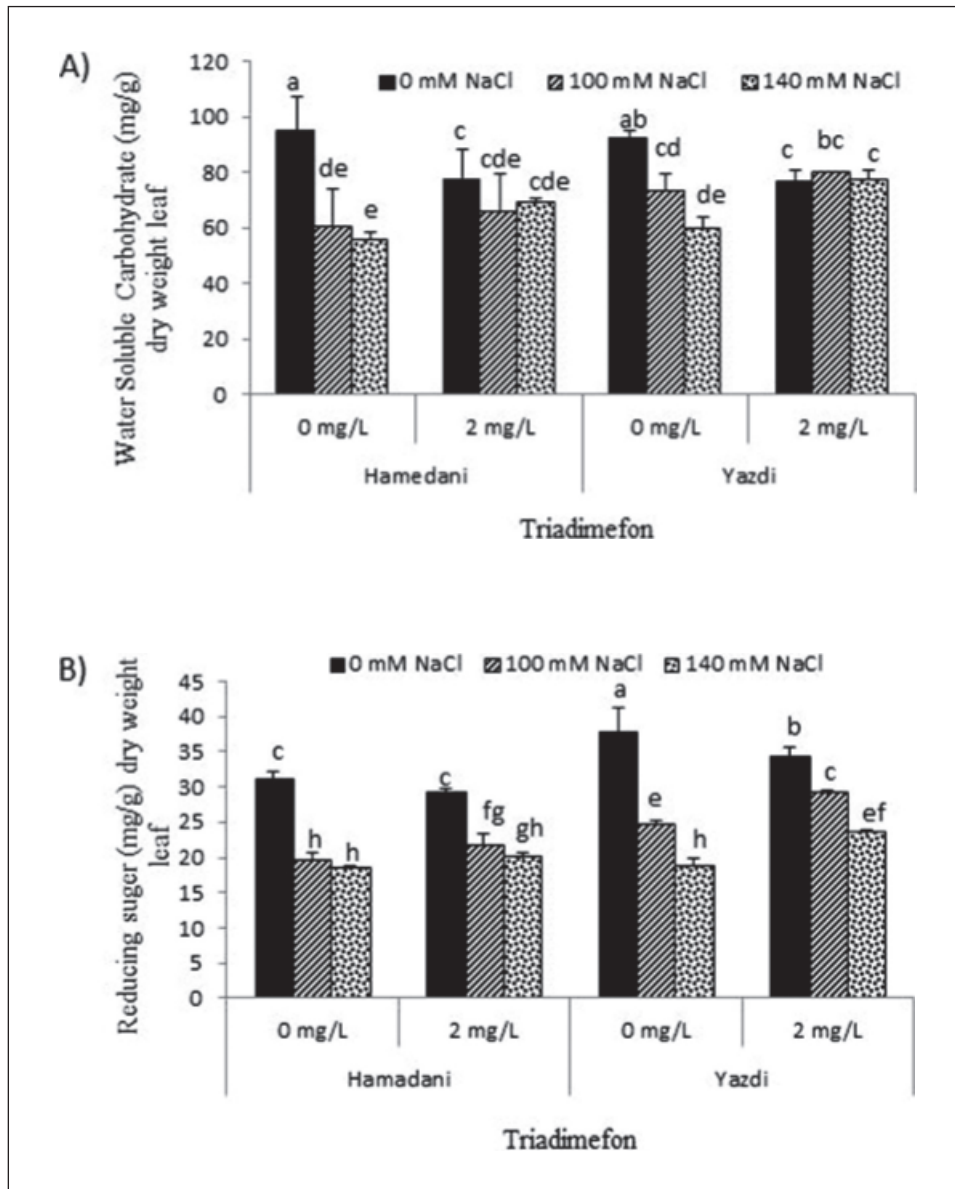 A)
Water Soluble Carbohydrate (mg/g)
dry weight leaf
0 mM NaCl 100 mM NaCl 140 mM NaCl
120
100
80
60
40
20
0
a
de
e
c
cde
cde
ab
cd
de
c
bc
c
0 mg/L 2 mg/L 0 mg/L 2 mg/L
Hamedani Yazdi
Triadimefon
B)
Reducing suger (mg/g) dry weight
leaf
0 mM NaCl 100 mM NaCl 140 mM NaCl
45
40
35
30
25
20
15
10
5
0
c
h
h
c
fg
gh
a
e
h
b
c
ef
0 mg/L 2 mg/L 0 mg/L 2 mg/L
Hamadani Yazdi
Triadimefon